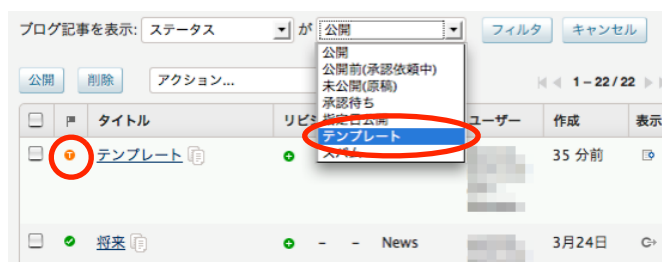 ブログ記事を表示: ステータス が 公開 フィルタ キャンセル
公開
公開前(承認依頼中)
未公開(原稿)
承認待ち
指定日公開
テンプレート
スパム
公開 削除 アクション... 1 – 22 / 22
タイトル リビ ユーザー 作成 表示
テンプレート 35 分前
将来 – – News 3月24日